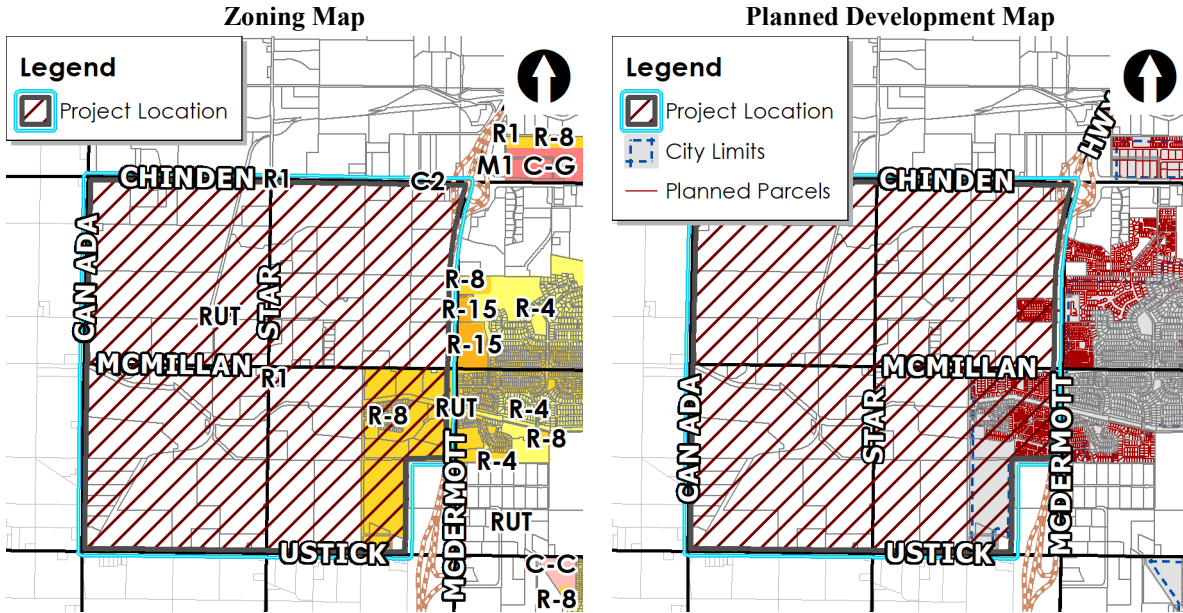 Zoning Map
Legend
Project Location
R1
R-8
M1
C-G
CHINDEN
R1
C-2
CAN ADA
STAR
RUT
R-8
R-15
R-4
R-15
MCMILLAN
R1
R-8
RUT
R-4
R-8
R-4
MCDERMOTT
RUT
USTICK
C-C
R-8
Planned Development Map
Legend
Project Location
City Limits
Planned Parcels
HWY
CHINDEN
MCMILLAN
CAN ADA
STAR
MCDERMOTT
USTICK